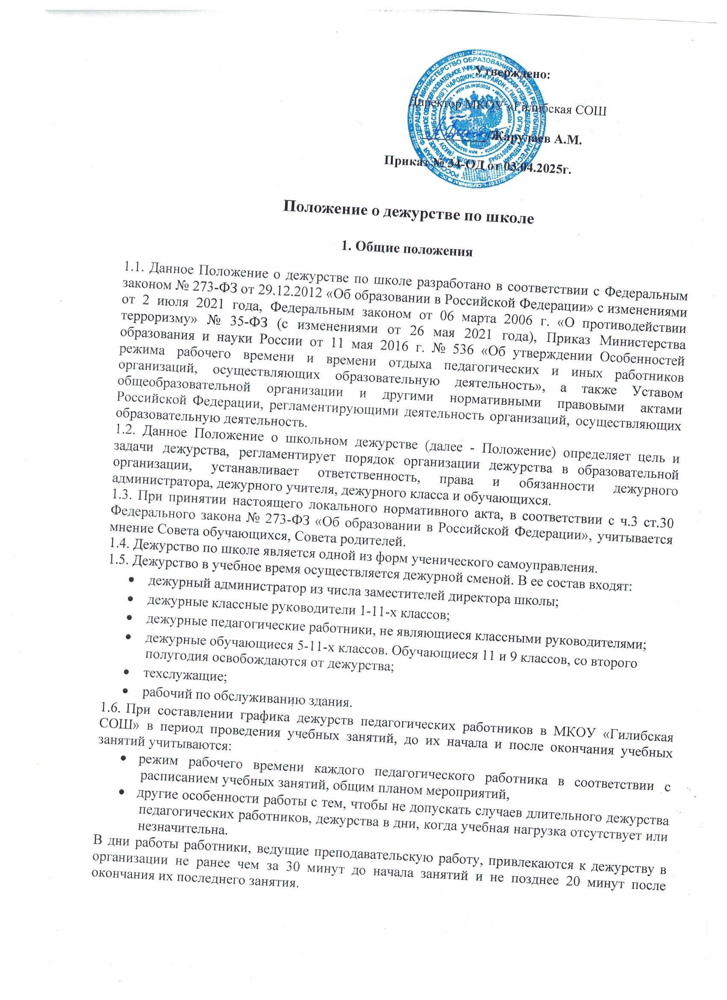 Утверждено:
Директор МКОУ «Гилибская СОШ
/Жарулаев А.М.
Приказ № 34-ОД от 03.04.2025г.
Положение о дежурстве по школе
1. Общие положения
1.1. Данное Положение о дежурстве по школе разработано в соответствии с Федеральным
законом № 273-ФЗ от 29.12.2012 «Об образовании в Российской Федерации» с изменениями
от 2 июля 2021 года, Федеральным законом от 06 марта 2006 г. «О противодействии
терроризму» № 35-ФЗ (с изменениями от 26 мая 2021 года), Приказ Министерства
образования и науки России от 11 мая 2016 г. № 536 «Об утверждении Особенностей
режима рабочего времени и времени отдыха педагогических и иных работников
организаций, осуществляющих образовательную деятельность», а также Уставом
общеобразовательной организации и другими нормативными правовыми актами
Российской Федерации, регламентирующими деятельность организаций, осуществляющих
образовательную деятельность.
1.2. Данное Положение о школьном дежурстве (далее - Положение) определяет цель и
задачи дежурства, регламентирует порядок организации дежурства в образовательной
организации, устанавливает ответственность, права и обязанности дежурного
администратора, дежурного учителя, дежурного класса и обучающихся.
1.3. При принятии настоящего локального нормативного акта, в соответствии с ч.3 ст.30
Федерального закона № 273-ФЗ «Об образовании в Российской Федерации», учитывается
мнение Совета обучающихся, Совета родителей.
1.4. Дежурство по школе является одной из форм ученического самоуправления.
1.5. Дежурство в учебное время осуществляется дежурной сменой. В ее состав входят:
• дежурный администратор из числа заместителей директора школы;
• дежурные классные руководители 1-11-х классов;
• дежурные педагогические работники, не являющиеся классными руководителями;
• дежурные обучающиеся 5-11-х классов. Обучающиеся 11 и 9 классов, со второго
полугодия освобождаются от дежурства;
• техслужащие;
• рабочий по обслуживанию здания.
1.6. При составлении графика дежурств педагогических работников в МКОУ «Гилибская
СОШ» в период проведения учебных занятий, до их начала и после окончания учебных
занятий учитываются:
• режим рабочего времени каждого педагогического работника в соответствии с
расписанием учебных занятий, общим планом мероприятий,
• другие особенности работы с тем, чтобы не допускать случаев длительного дежурства
педагогических работников, дежурства в дни, когда учебная нагрузка отсутствует или
незначительна.
В дни работы работники, ведущие преподавательскую работу, привлекаются к дежурству в
организации не ранее чем за 30 минут до начала занятий и не позднее 20 минут после
окончания их последнего занятия.